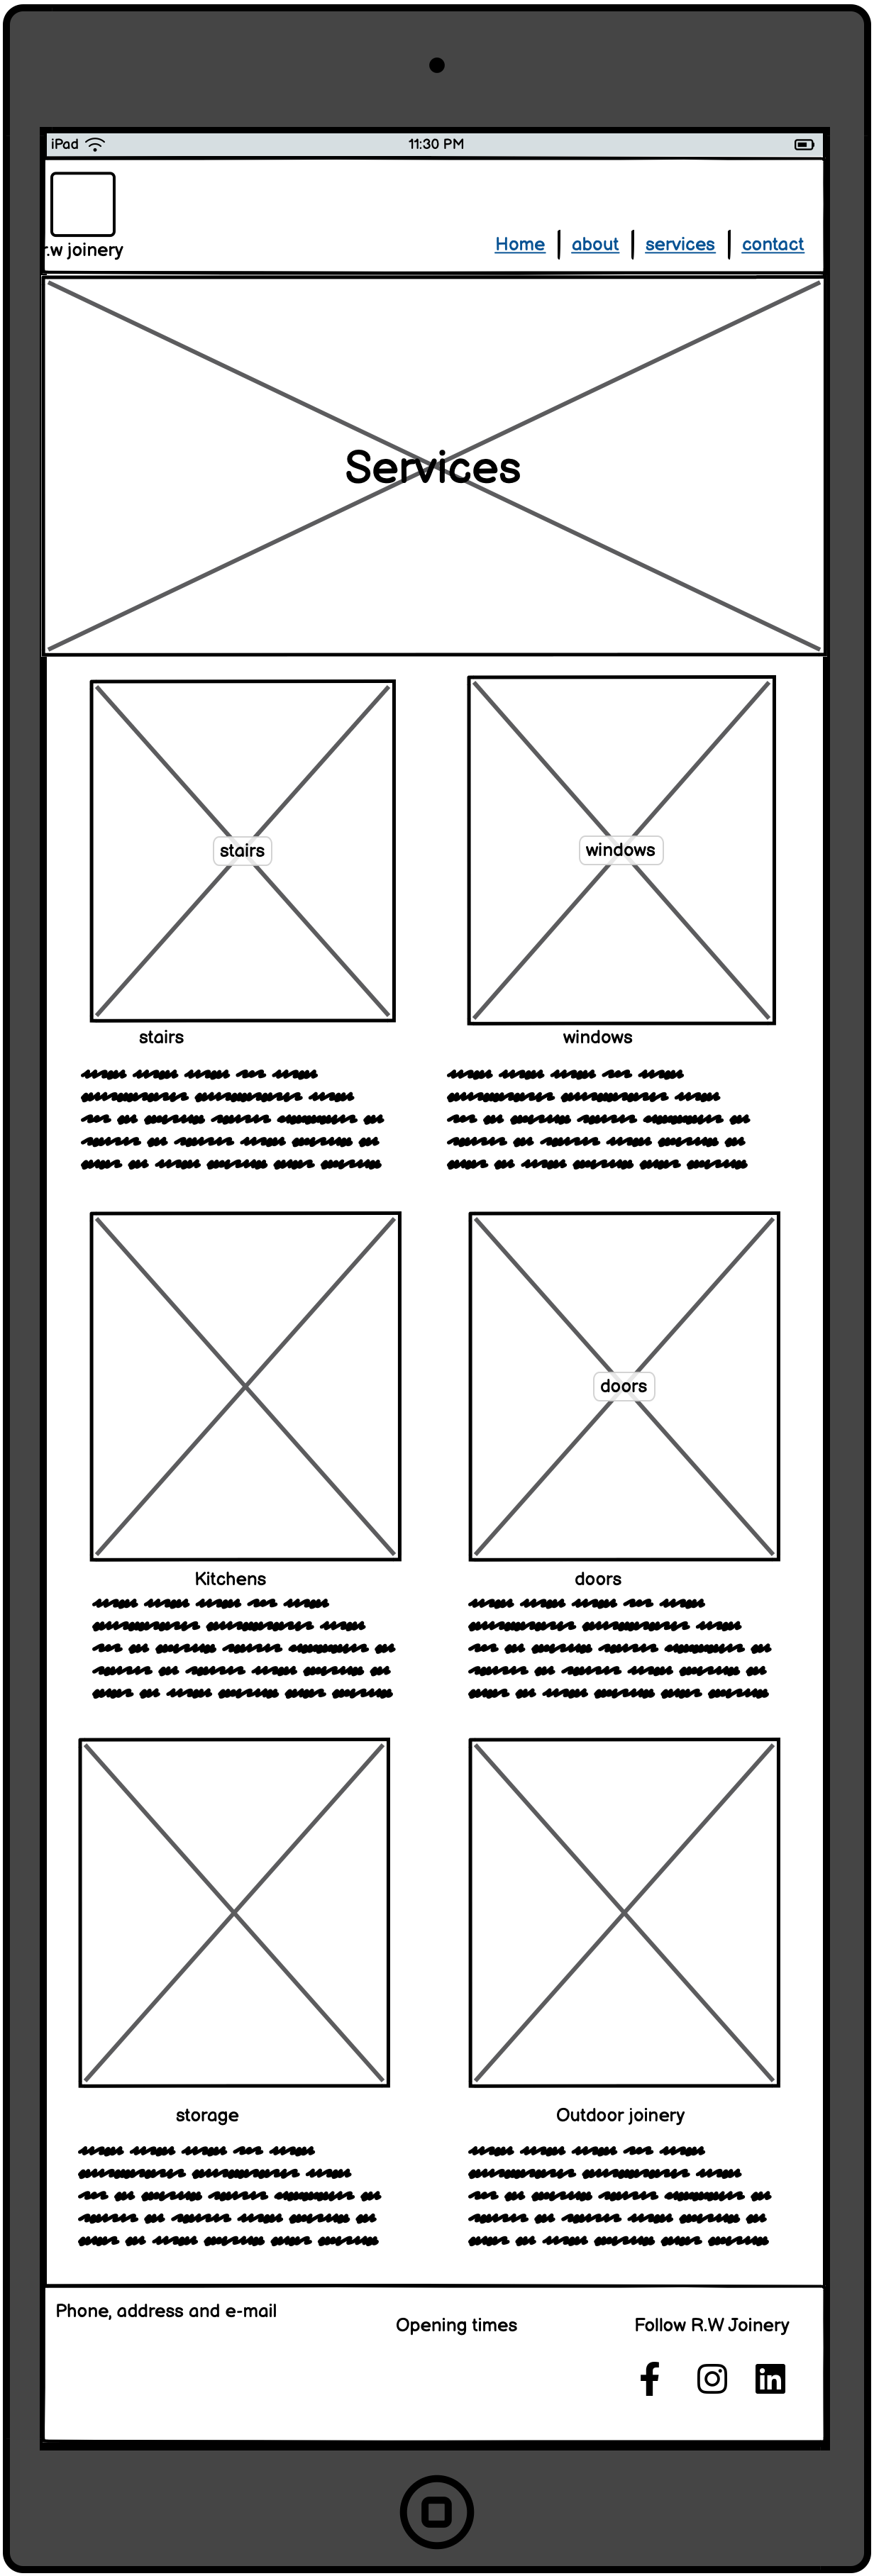 iPad 11:30 PM
r.w joinery
Home | about | services | contact
Services
stairs
windows
stairs
windows
doors
Kitchens
doors
storage
Outdoor joinery
Phone, address and e-mail
Opening times
Follow R.W Joinery